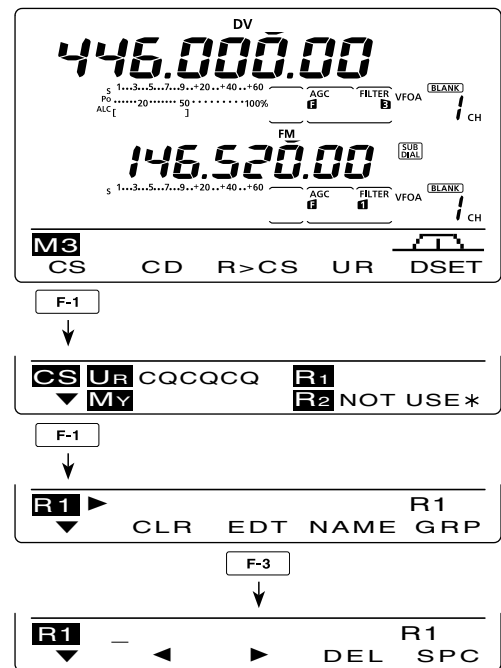 DV
446.000.00
S 1...3...5...7...9..+20..+40..+60
Po ......20....... 50.........100%
ALC [ ]
AGC FILTER VFOA BLANK
F 3 1 CH
FM
146.520.00 SUB DIAL
S 1...3...5...7...9..+20..+40..+60
AGC FILTER VFOA BLANK
F 1 1 CH
M3
CS CD R>CS UR DSET
F-1
CS UR CQCQCQ R1
▼ MY R2 NOT USE*
F-1
R1 ► R1
▼ CLR EDT NAME GRP
F-3
R1 _ R1
▼ ◄ ► DEL SPC